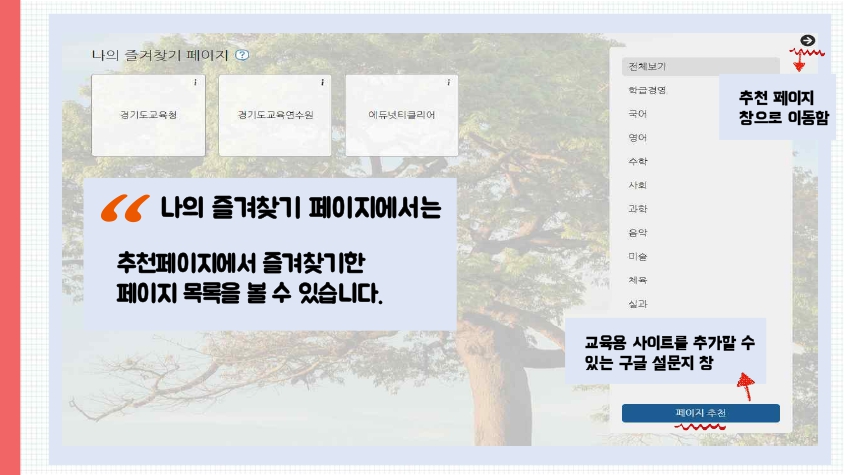 나의 즐겨찾기 페이지 ?
경기도교육청
경기도교육연수원
에듀넷티클리어
“ 나의 즐겨찾기 페이지에서는
추천페이지에서 즐겨찾기한
페이지 목록을 볼 수 있습니다.
전체보기
학급경영
국어
영어
수학
사회
과학
음악
미술
체육
실과
추천 페이지
창으로 이동함
교육용 사이트를 추가할 수
있는 구글 설문지 창
페이지 추천